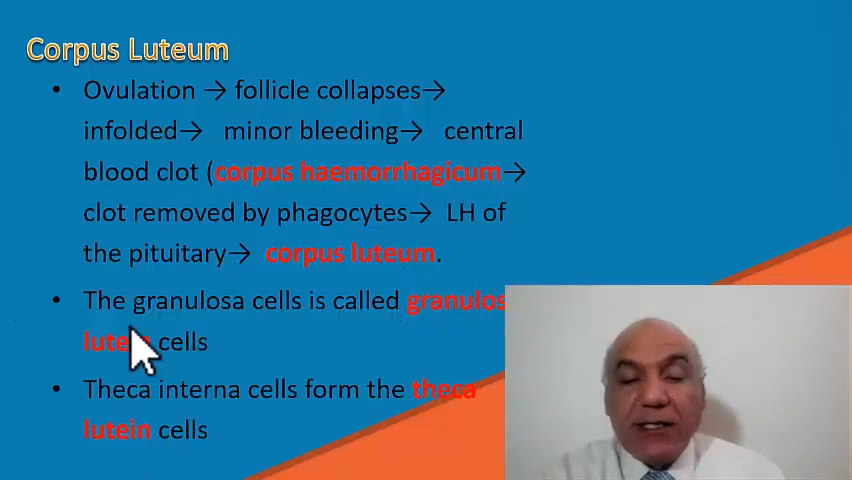 Corpus Luteum
• Ovulation → follicle collapses→
infolded→ minor bleeding→ central
blood clot (corpus haemorrhagicum→
clot removed by phagocytes→ LH of
the pituitary→ corpus luteum.
• The granulosa cells is called
cells
• Theca interna cells form the theca
lutein cells